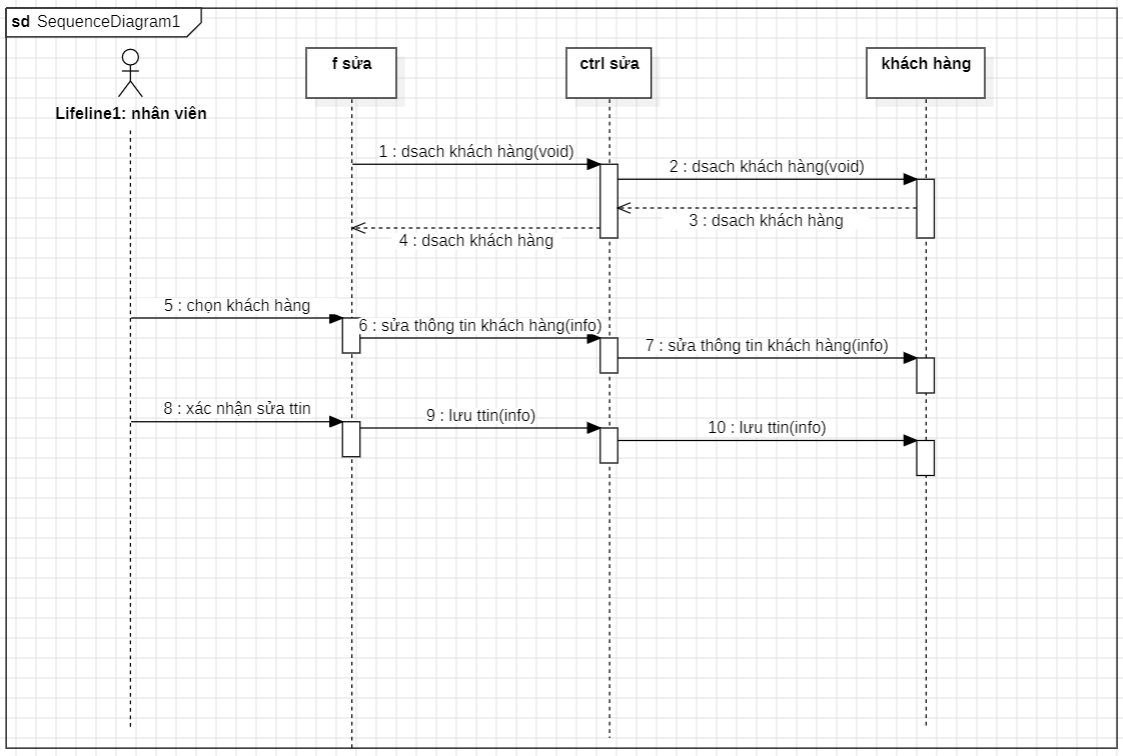 sd SequenceDiagram1
f sửa
ctrl sửa
khách hàng
Lifeline1: nhân viên
1 : dsach khách hàng(void)
2 : dsach khách hàng(void)
3 : dsach khách hàng
4 : dsach khách hàng
5 : chọn khách hàng
6 : sửa thông tin khách hàng(info)
7 : sửa thông tin khách hàng(info)
8 : xác nhận sửa ttin
9 : lưu ttin(info)
10 : lưu ttin(info)